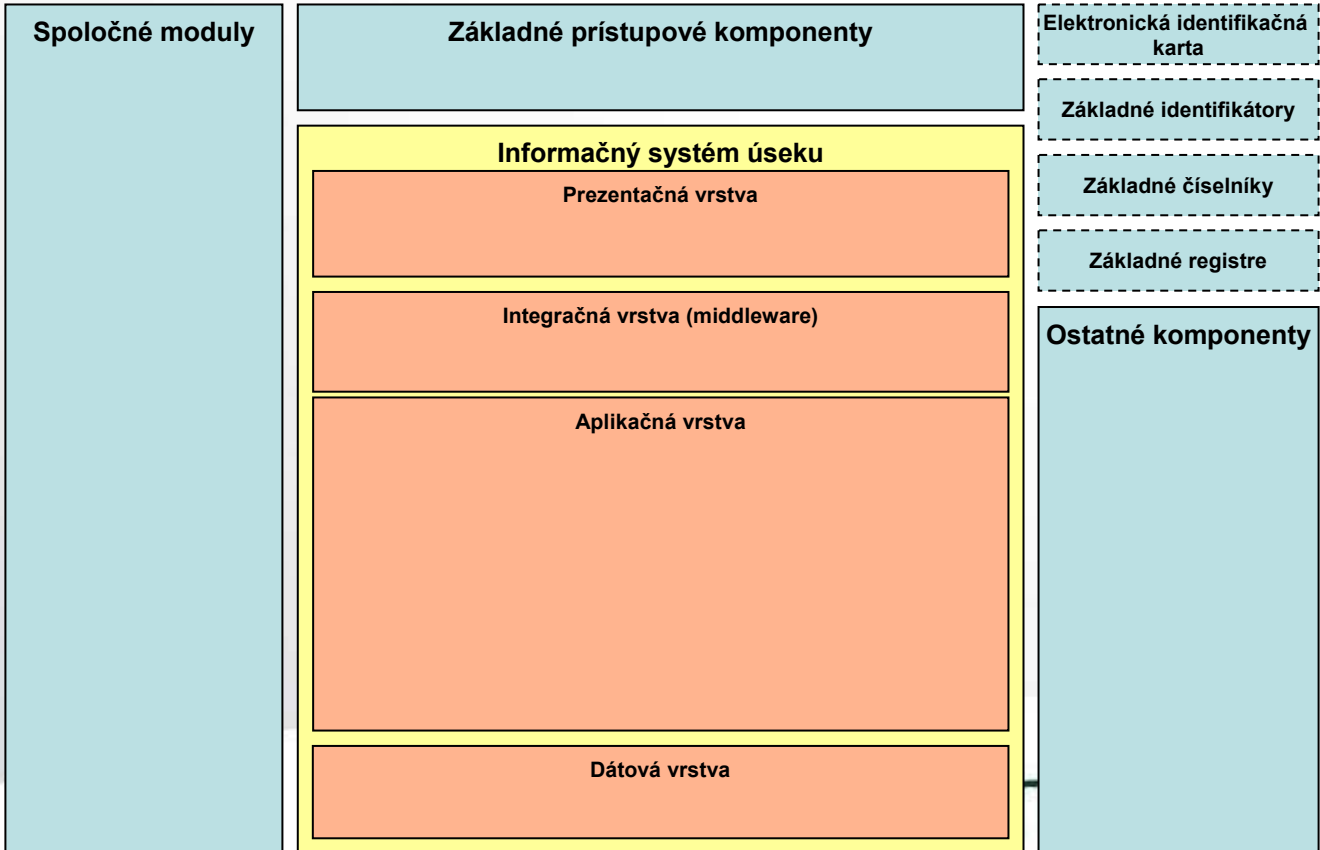 Spoločné moduly
Základné prístupové komponenty
Informačný systém úseku
Prezentačná vrstva
Integračná vrstva (middleware)
Aplikačná vrstva
Dátová vrstva
Elektronická identifikačná
karta
Základné identifikátory
Základné číselníky
Základné registre
Ostatné komponenty